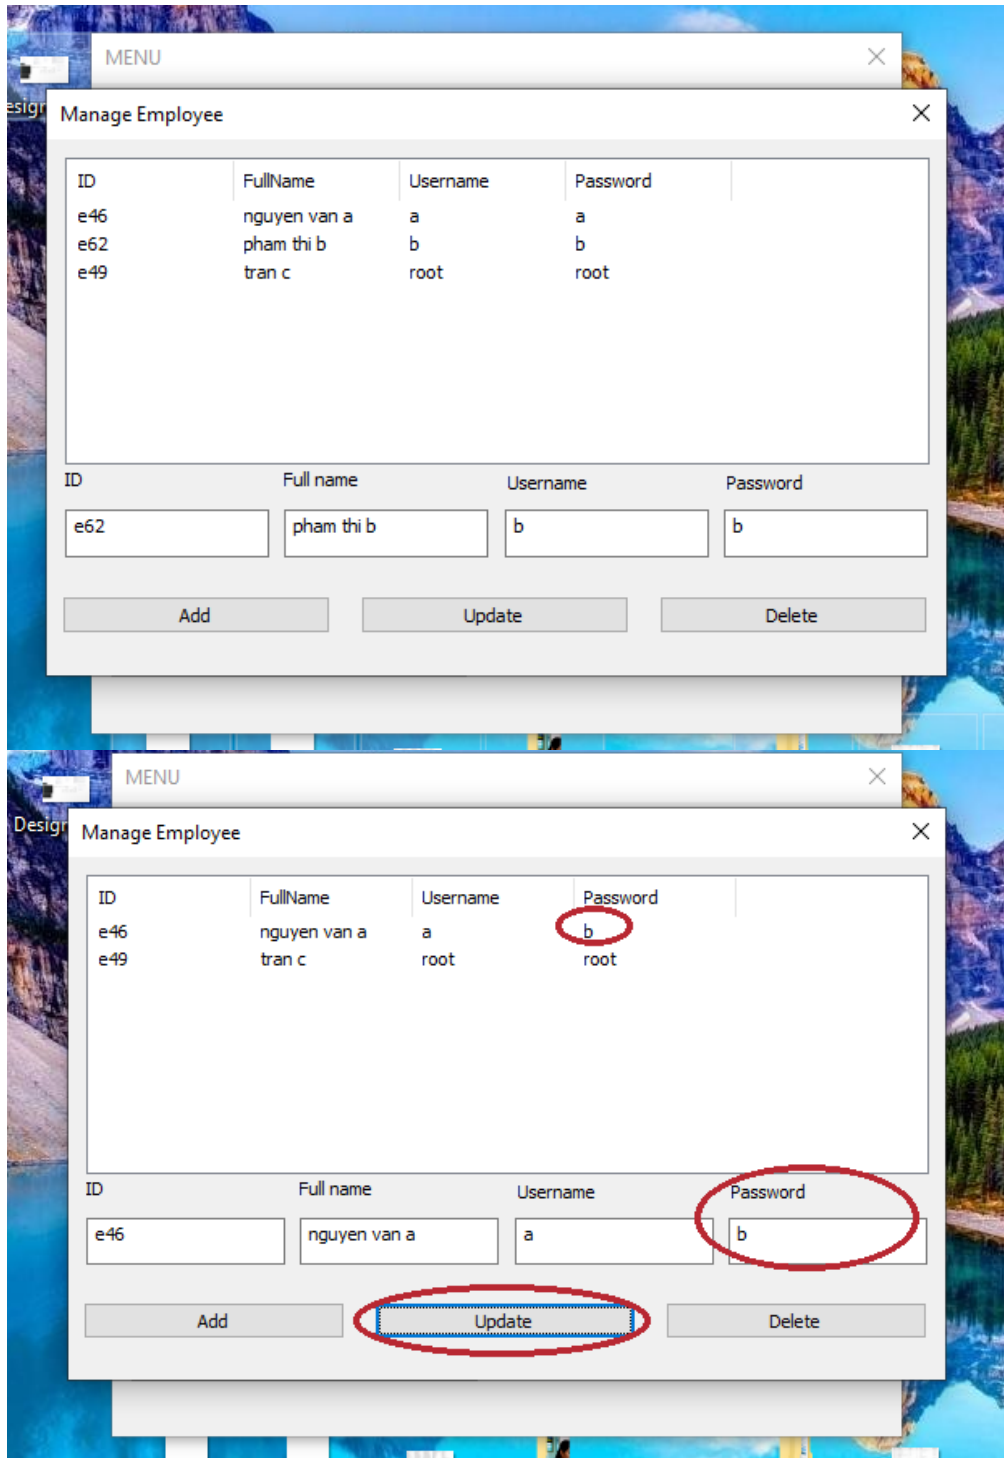 MENU
esign
Manage Employee
ID FullName Username Password
e46 nguyen van a a a
e62 pham thi b b b
e49 tran c root root
ID Full name Username Password
e62 pham thi b b b
Add Update Delete
MENU
Design
Manage Employee
ID FullName Username Password
e46 nguyen van a a b
e49 tran c root root
ID Full name Username Password
e46 nguyen van a a b
Add Update Delete